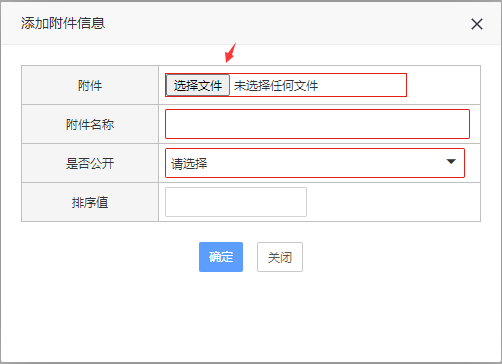 添加附件信息
附件
选择文件 未选择任何文件
附件名称
是否公开
请选择
排序值
确定 关闭